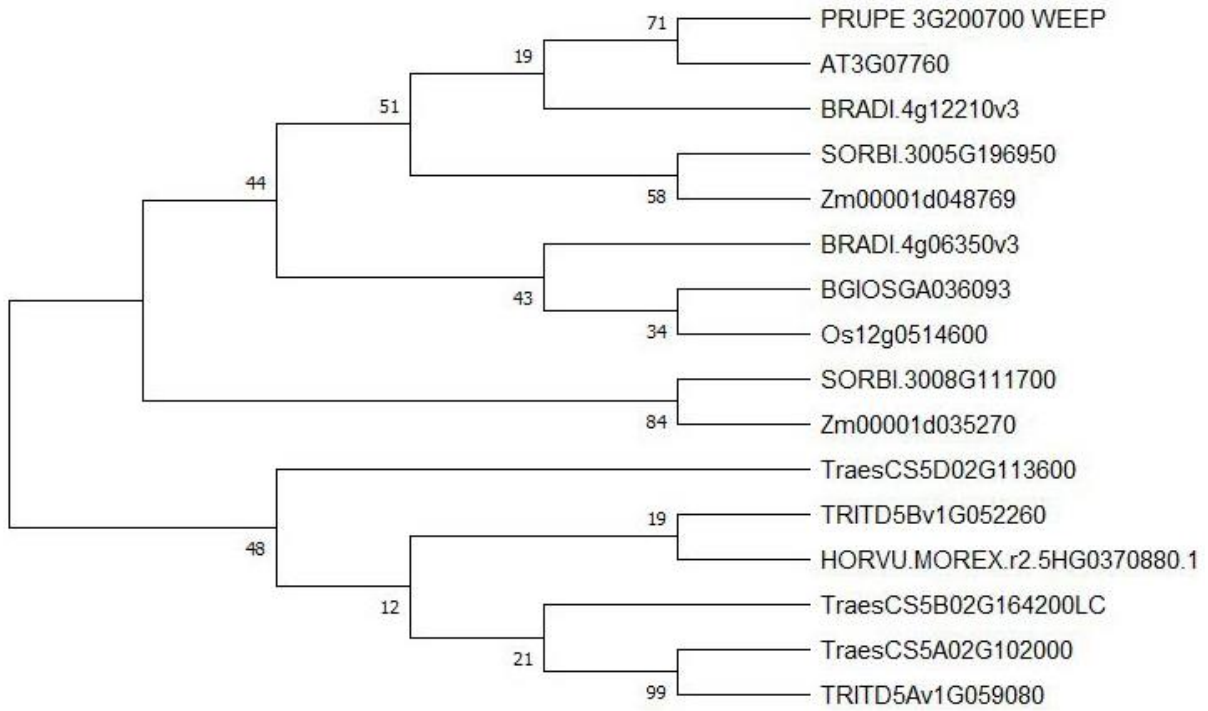 PRUPE 3G200700 WEEP
71
AT3G07760
19
BRADI.4g12210v3
51
SORBI.3005G196950
58
Zm00001d048769
44
BRADI.4g06350v3
43
BGIOSGA036093
34
Os12g0514600
SORBI.3008G111700
84
Zm00001d035270
TraesCS5D02G113600
48
TRITD5Bv1G052260
19
HORVU.MOREX.r2.5HG0370880.1
12
TraesCS5B02G164200LC
21
TraesCS5A02G102000
99
TRITD5Av1G059080